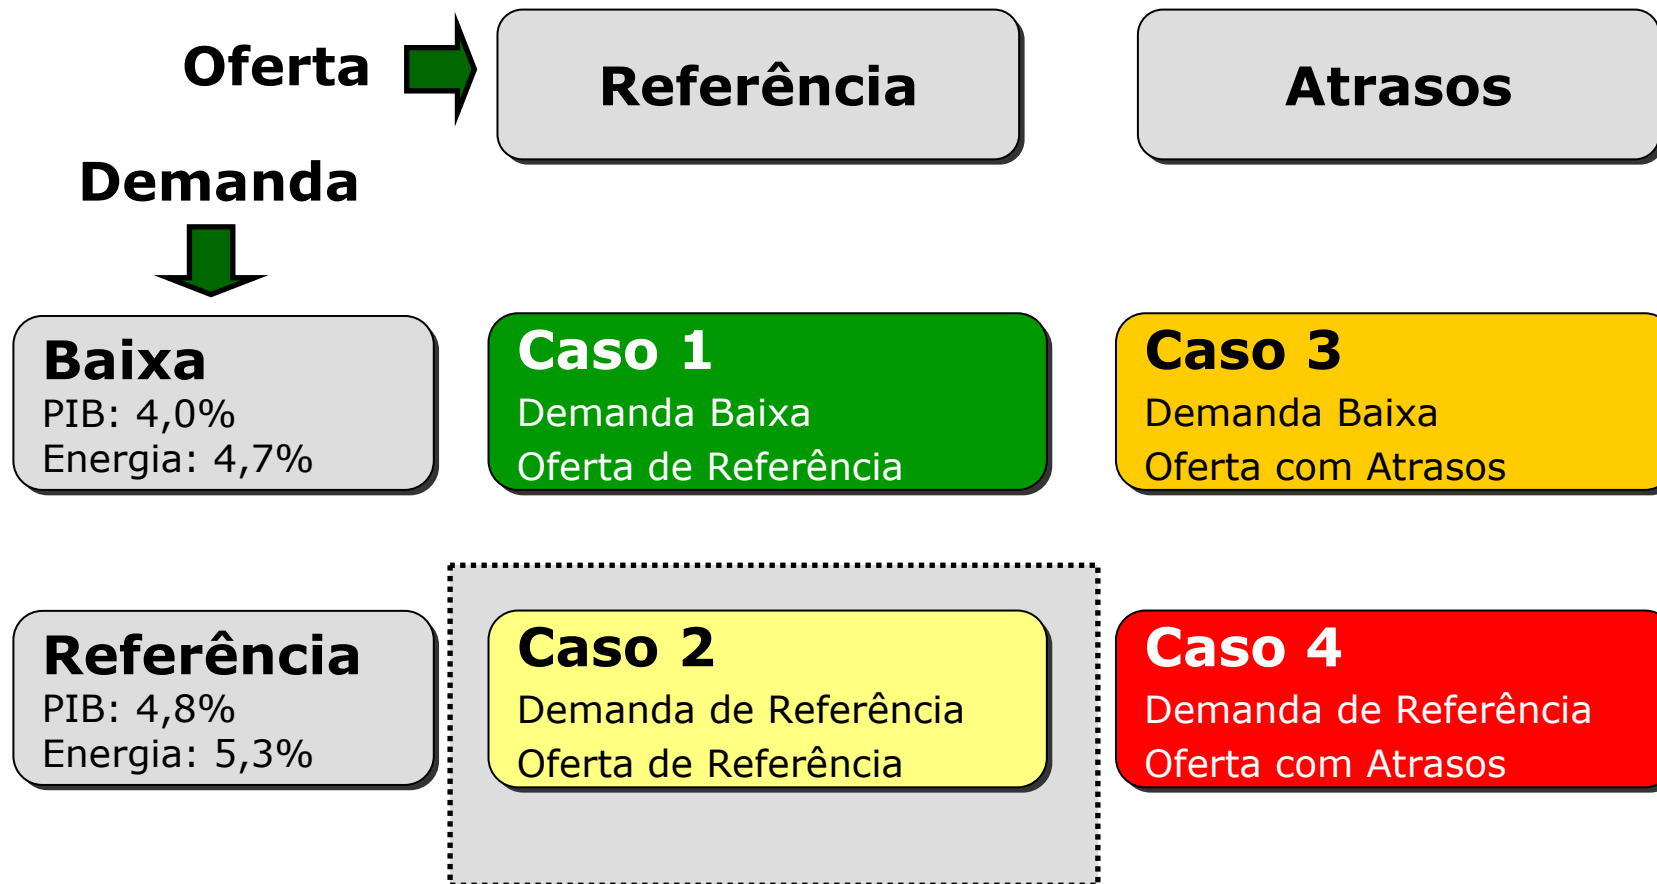 Oferta
Referência
Atrasos
Demanda
Baixa
PIB: 4,0%
Energia: 4,7%
Caso 1
Demanda Baixa
Oferta de Referência
Caso 3
Demanda Baixa
Oferta com Atrasos
Referência
PIB: 4,8%
Energia: 5,3%
Caso 2
Demanda de Referência
Oferta de Referência
Caso 4
Demanda de Referência
Oferta com Atrasos